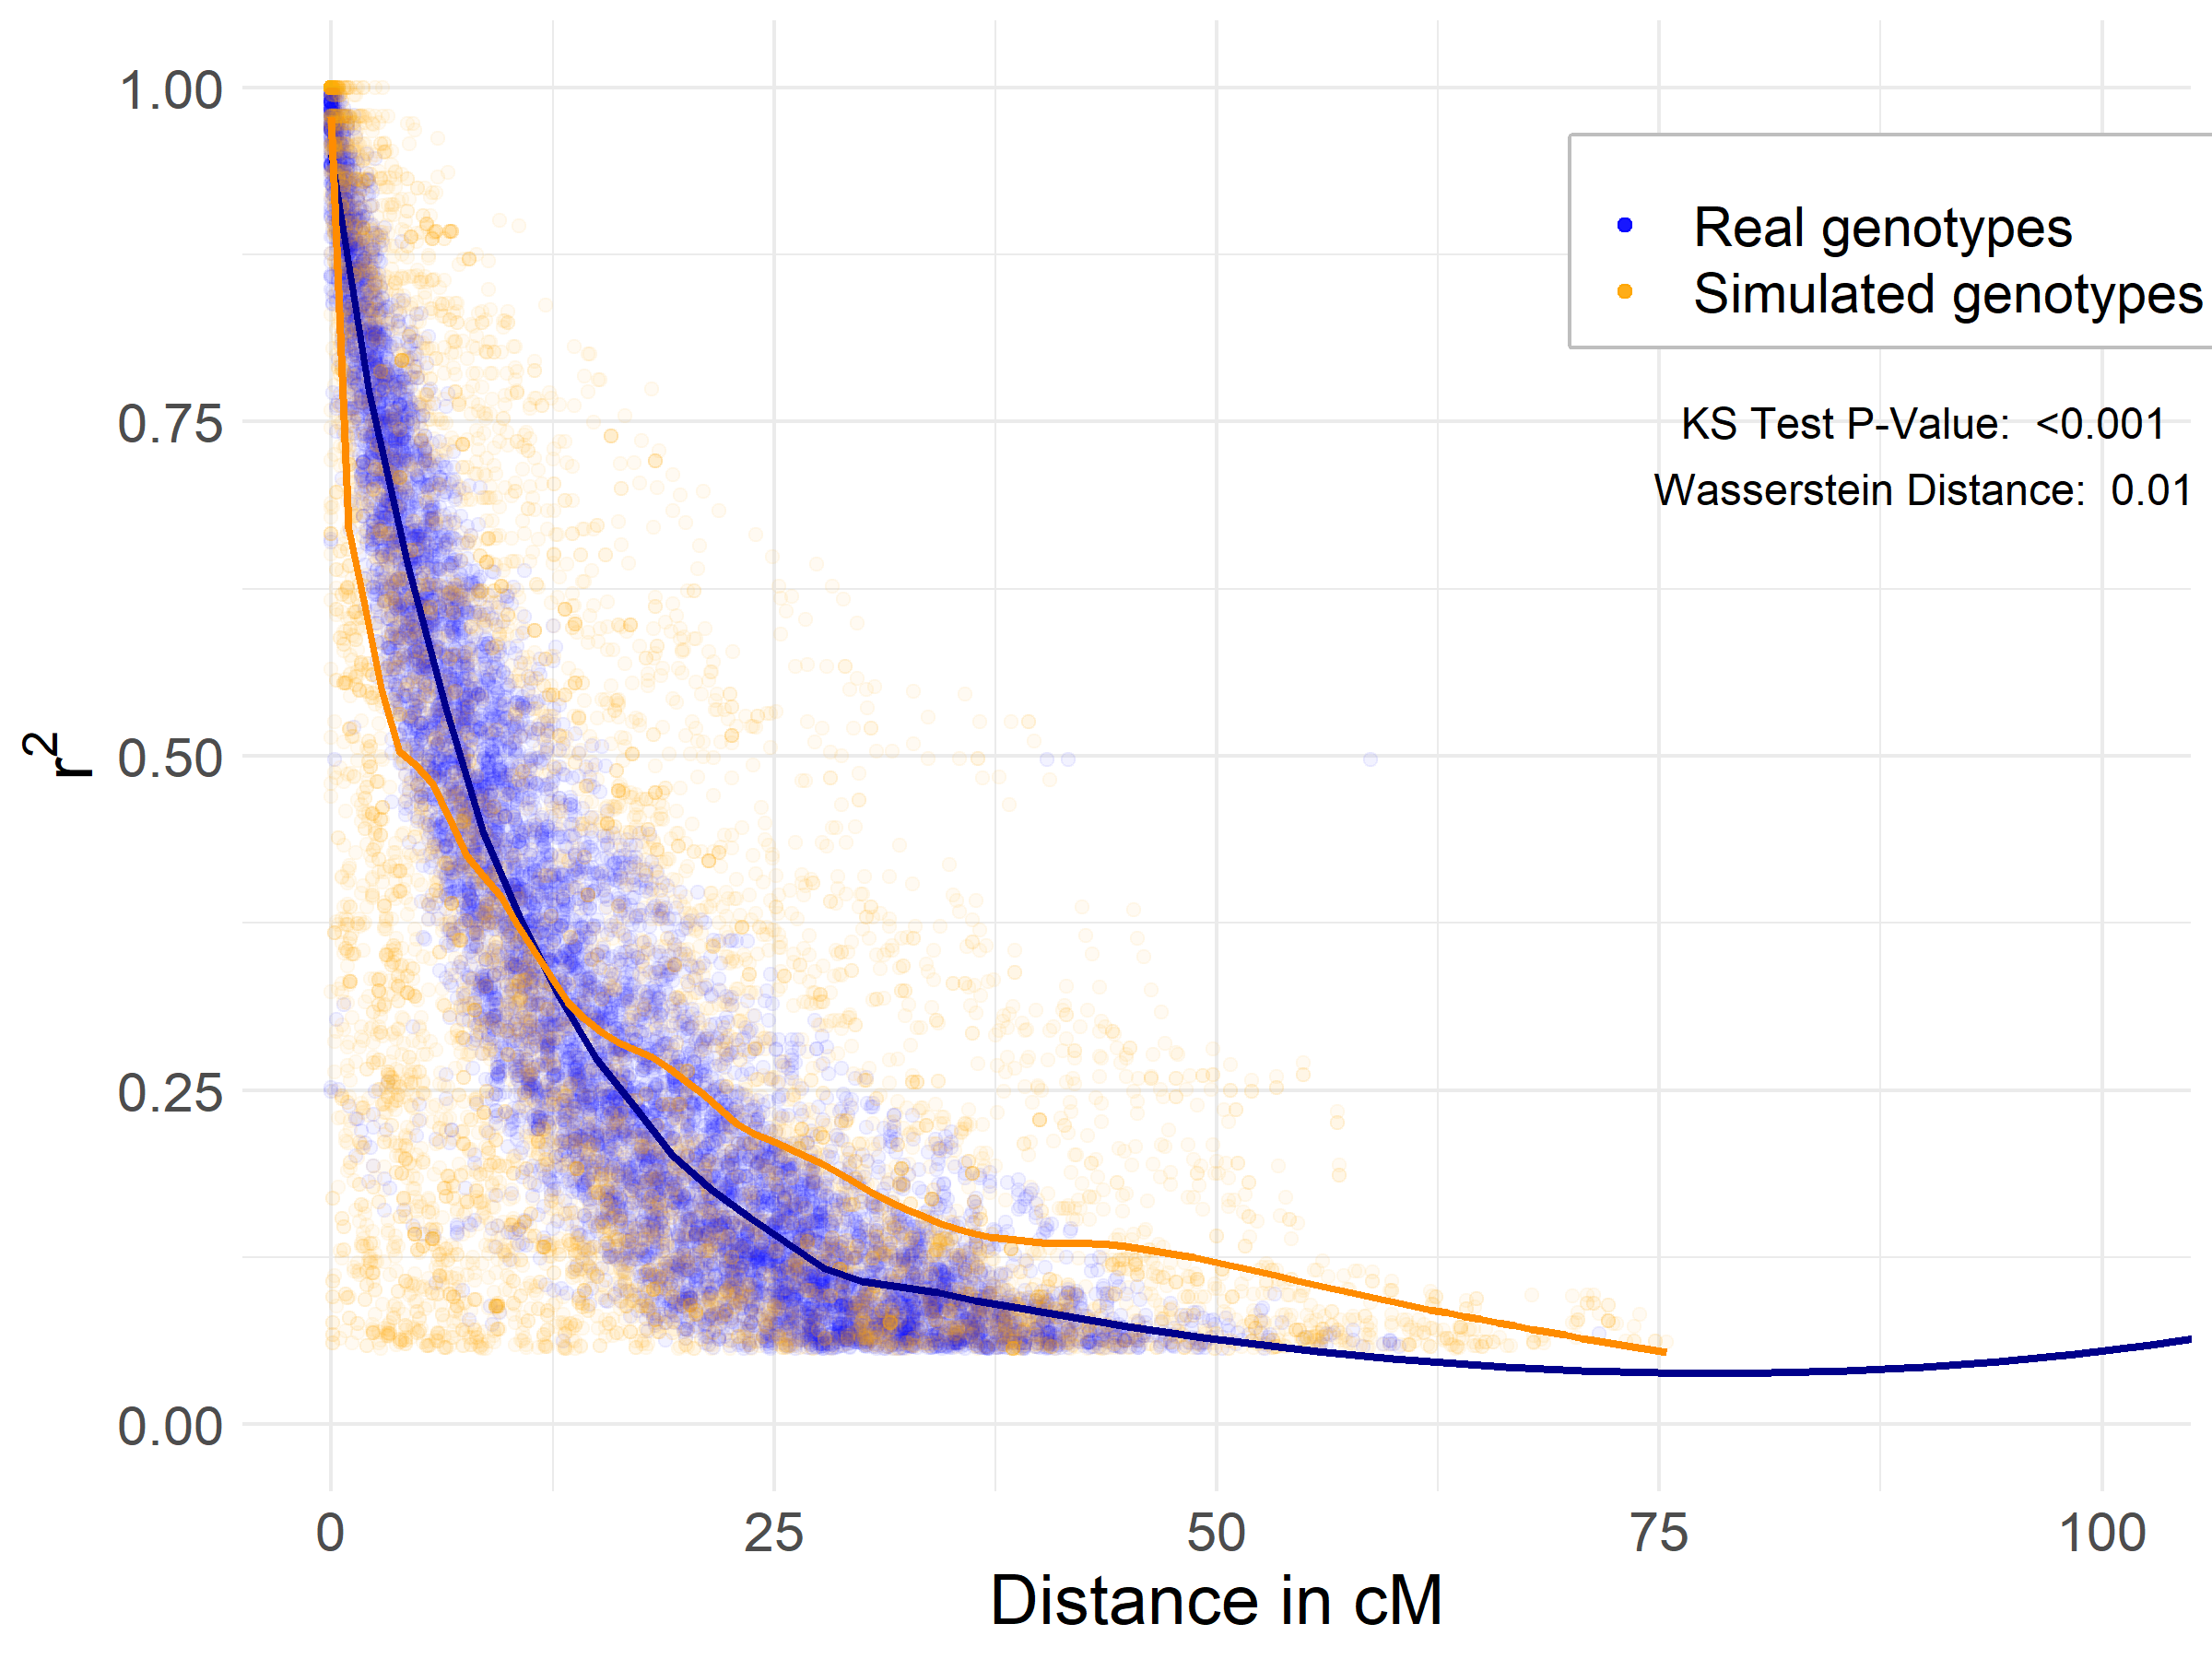 1.00
0.75
0.50
0.25
0.00
r²
Real genotypes
Simulated genotypes
KS Test P-Value: <0.001
Wasserstein Distance: 0.01
0 25 50 75 100
Distance in cM